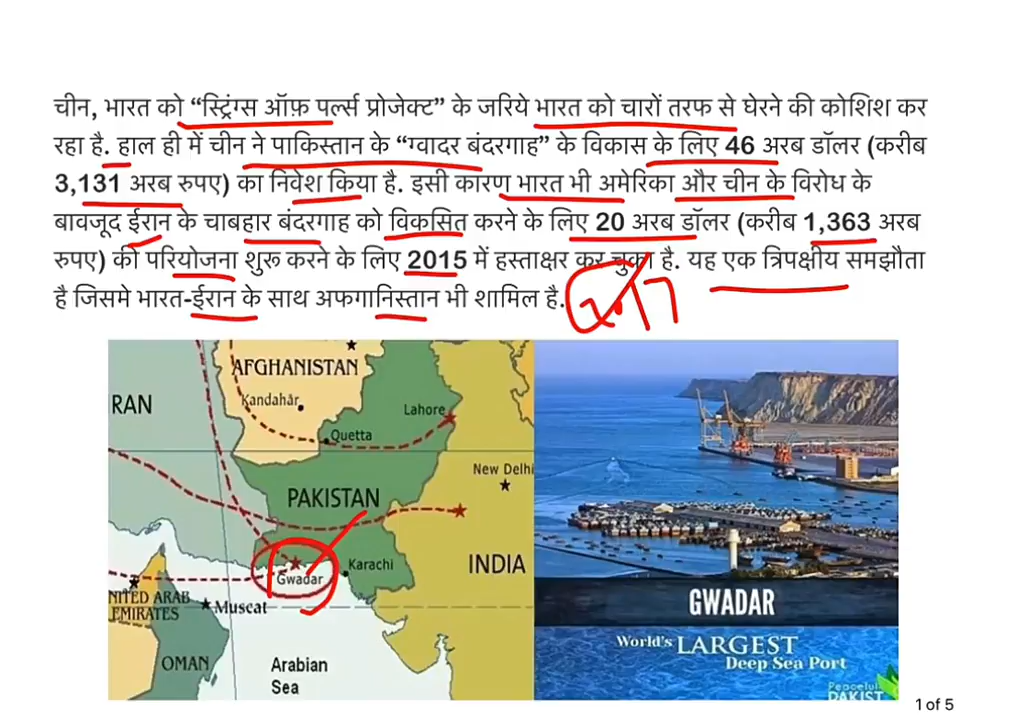 चीन, भारत को “स्ट्रिंग्स ऑफ़ पर्ल्स प्रोजेक्ट” के जरिये भारत को चारों तरफ से घेरने की कोशिश कर
रहा है. हाल ही में चीन ने पाकिस्तान के “ग्वादर बंदरगाह” के विकास के लिए 46 अरब डॉलर (करीब
3,131 अरब रुपए) का निवेश किया है. इसी कारण भारत भी अमेरिका और चीन के विरोध के
बावजूद ईरान के चाबहार बंदरगाह को विकसित करने के लिए 20 अरब डॉलर (करीब 1,363 अरब
रुपए) की परियोजना शुरू करने के लिए 2015 में हस्ताक्षर कर चुका है. यह एक त्रिपक्षीय समझौता
है जिसमे भारत-ईरान के साथ अफगानिस्तान भी शामिल है.
2017
AFGHANISTAN
RAN
Kandahār
Lahore
Quetta
New Delhi
PAKISTAN
INDIA
Karachi
Gwadar
NITED ARAB
EMIRATES
Muscat
OMAN
Arabian
Sea
GWADAR
World's LARGEST
Deep Sea Port
Peaceful
PAKIST
1 of 5